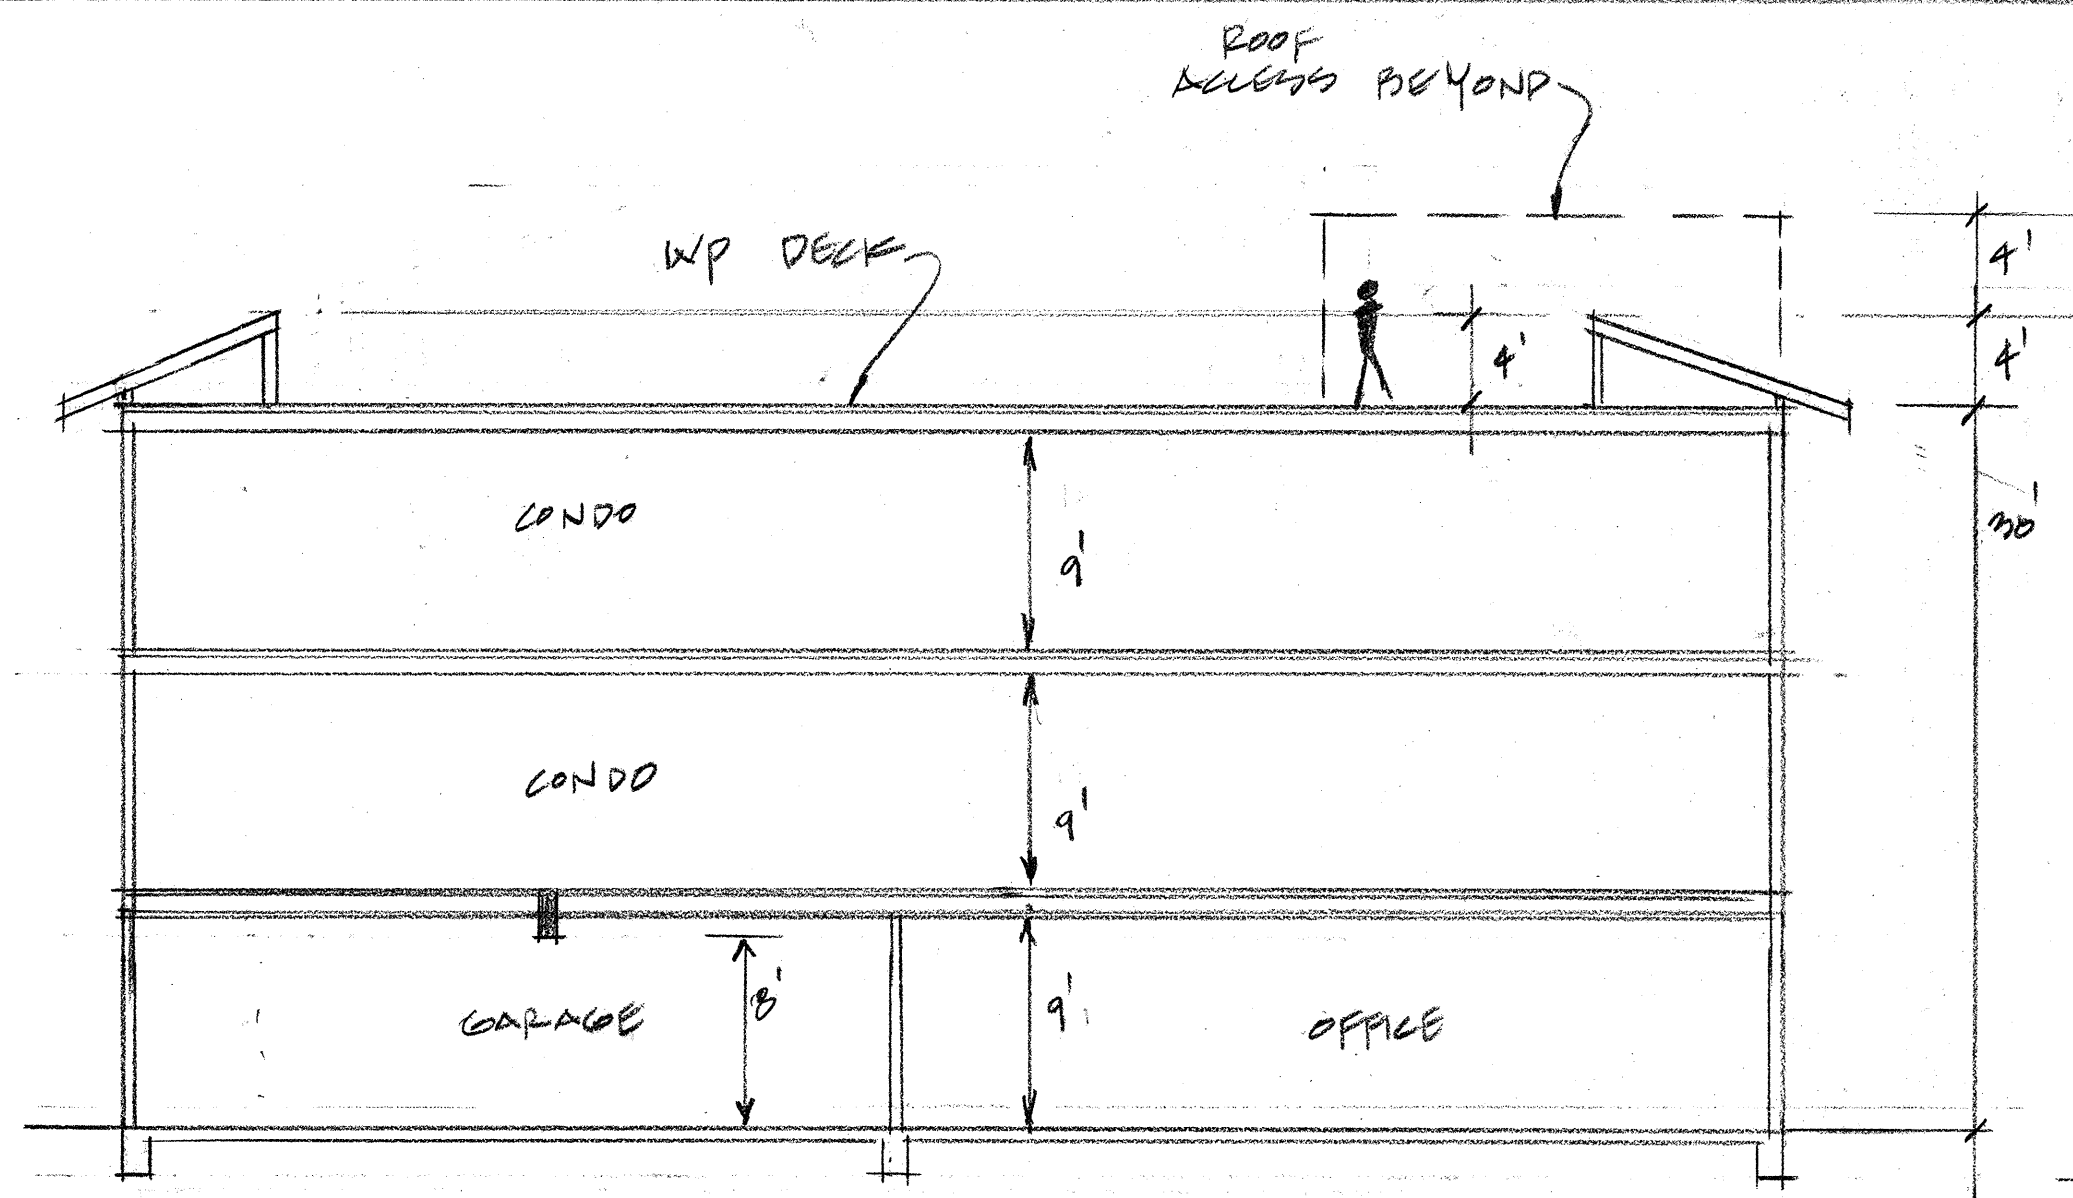 ROOF
ACCESS BEYOND
WP DECK
4'
4'
4'
30'
CONDO
9'
CONDO
9'
GARAGE
8'
9'
OFFICE